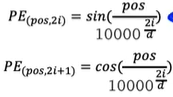 PE(pos,2i) = sin(pos / 10000^(2i/d))
PE(pos,2i+1) = cos(pos / 10000^(2i/d))